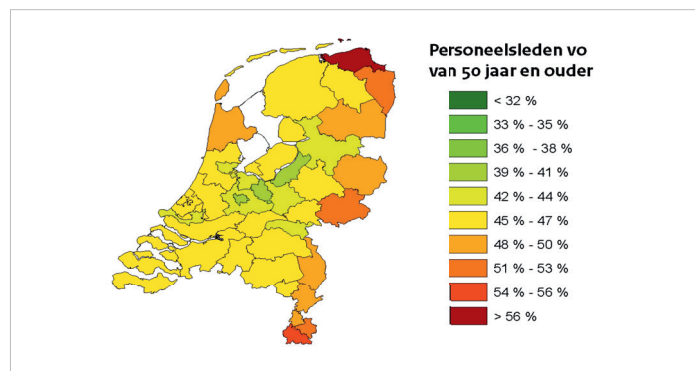 Personeelsleden vo
van 50 jaar en ouder
< 32 %
33 % - 35 %
36 % - 38 %
39 % - 41 %
42 % - 44 %
45 % - 47 %
48 % - 50 %
51 % - 53 %
54 % - 56 %
> 56 %